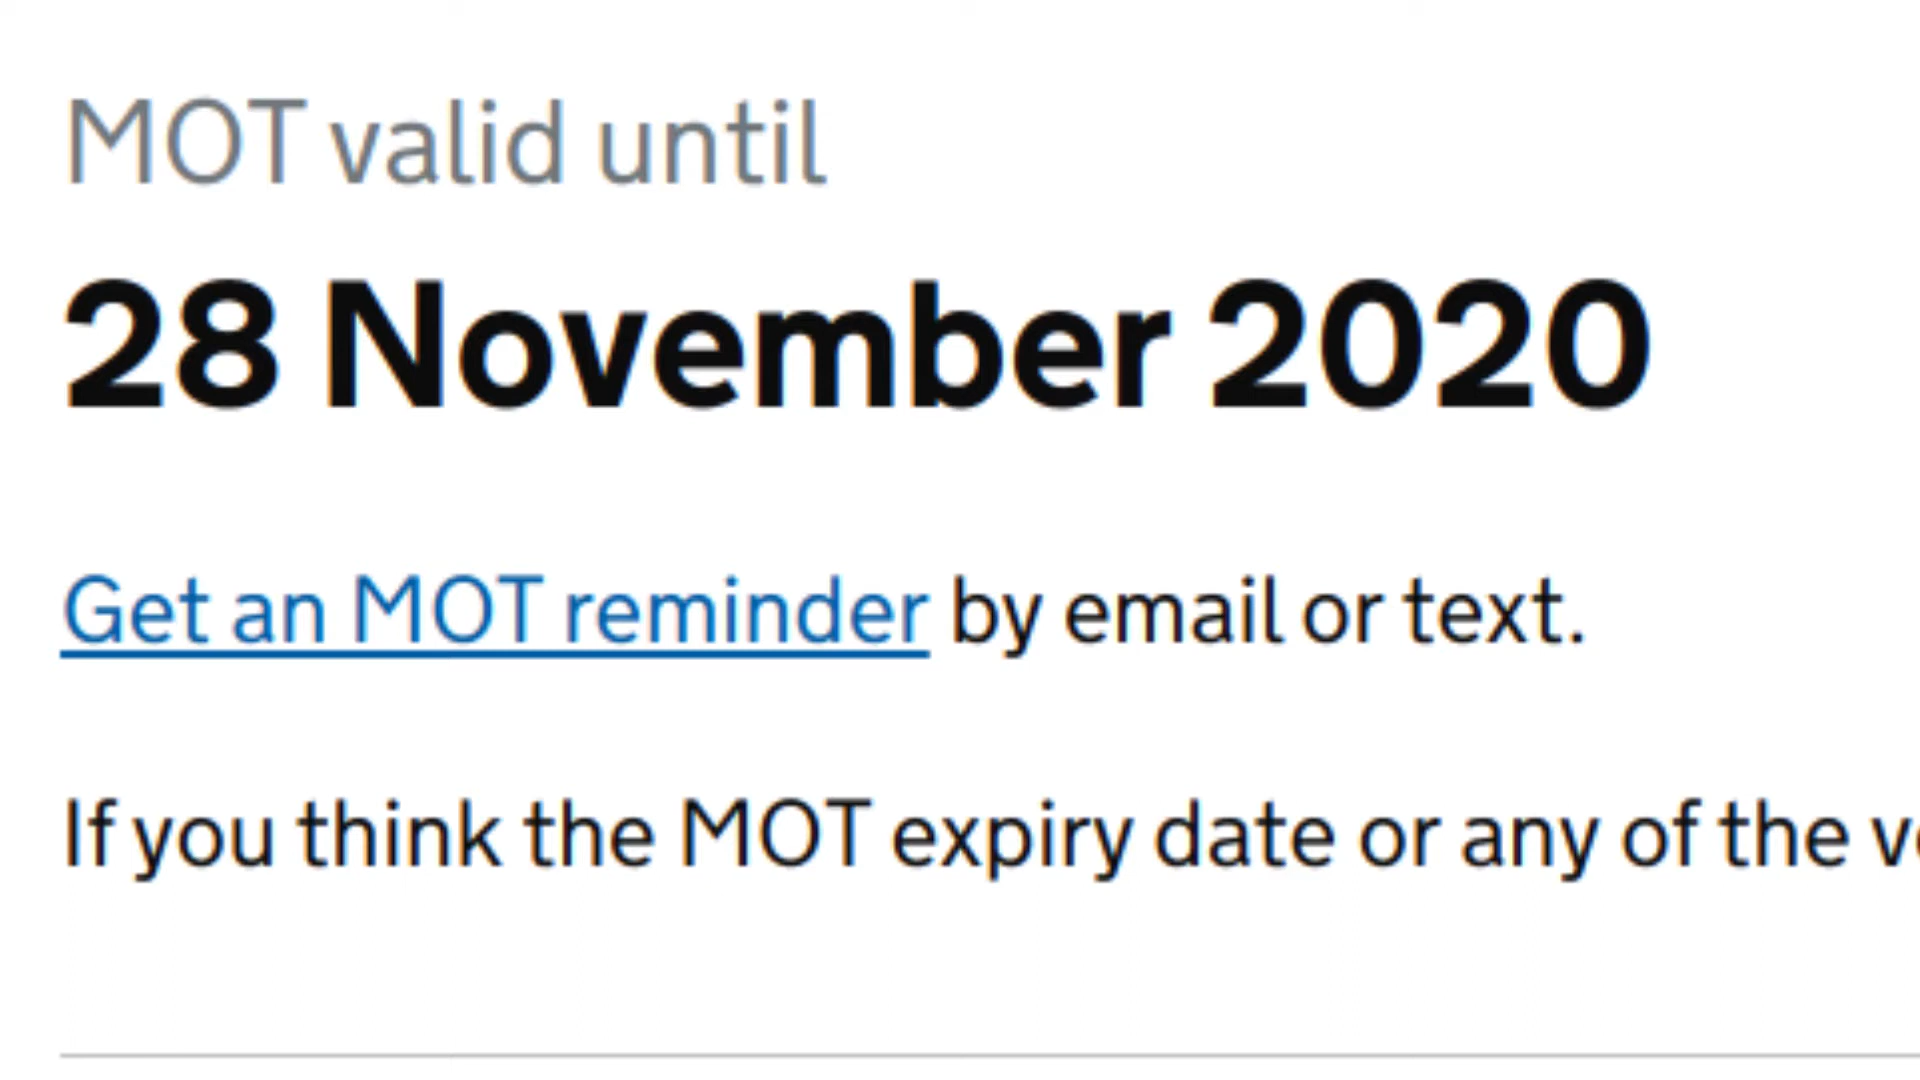 MOT valid until
28 November 2020
Get an MOT reminder by email or text.
If you think the MOT expiry date or any of the